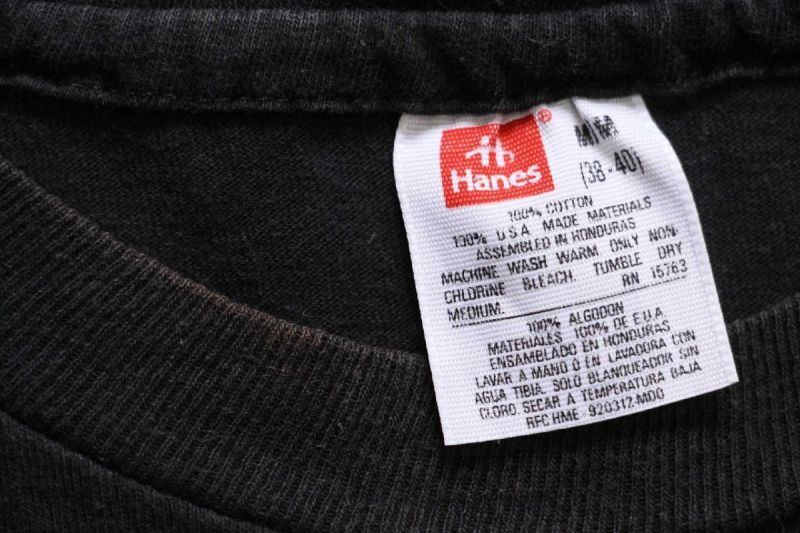 Hanes®
M/M
(38-40)
100% COTTON
100% U.S.A. MADE MATERIALS
ASSEMBLED IN HONDURAS
MACHINE WASH WARM. ONLY NON-
CHLORINE BLEACH. TUMBLE DRY
MEDIUM. RN 15763
100% ALGODON
MATERIALES 100% DE E.U.A.
ENSAMBLADO EN HONDURAS
LAVAR A MANO O EN LAVADORA CON
AGUA TIBIA. SOLO BLANQUEADOR SIN
CLORO. SECAR A TEMPERATURA BAJA
RFC HME-920312-MD0